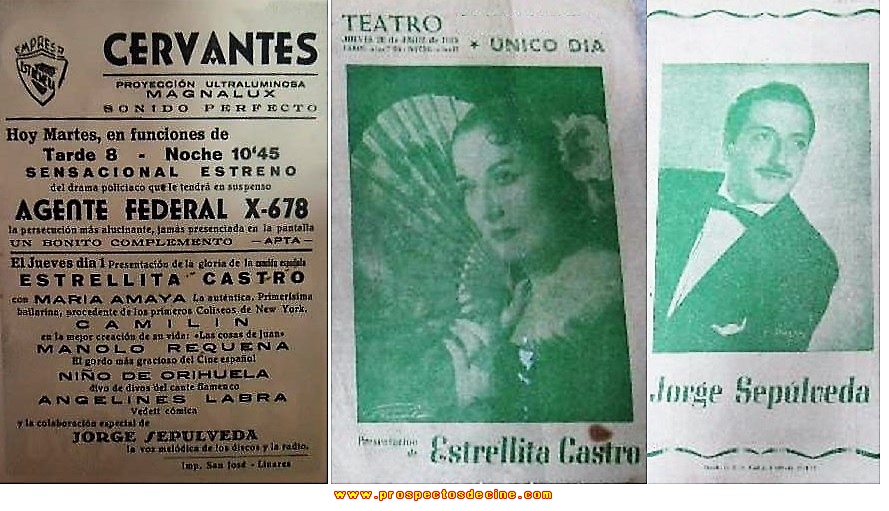 EMPRESA
ESTRELLA
CERVANTES
PROYECCIÓN ULTRALUMINOSA
MAGNALUX
SONIDO PERFECTO
Hoy Martes, en funciones de
Tarde 8 - Noche 10'45
SENSACIONAL ESTRENO
del drama policiaco que le tendrá en suspenso
AGENTE FEDERAL X-678
la persecución más alucinante, jamás presenciada en la pantalla
UN BONITO COMPLEMENTO —APTA—
El Jueves día 1 Presentación de la gloria de la canción española
ESTRELLITA CASTRO
con MARIA AMAYA La auténtica. Primerísima
bailarina, procedente de los primeros Coliseos de New York.
CAMILIN
en la mejor creación de su vida: «Las cosas de Juan»
MANOLO REQUENA
El gordo más gracioso del Cine español
NIÑO DE ORIHUELA
divo de divos del cante flamenco
ANGELINES LABRA
Vedett cómica
y la colaboración especial de
JORGE SEPULVEDA
la voz melódica de los discos y la radio.
Imp. San José - Linares
TEATRO
JUEVES
★ UNICO DIA
Presentación
de Estrellita Castro
Jorge Sepúlveda
www.prospectosdecine.com